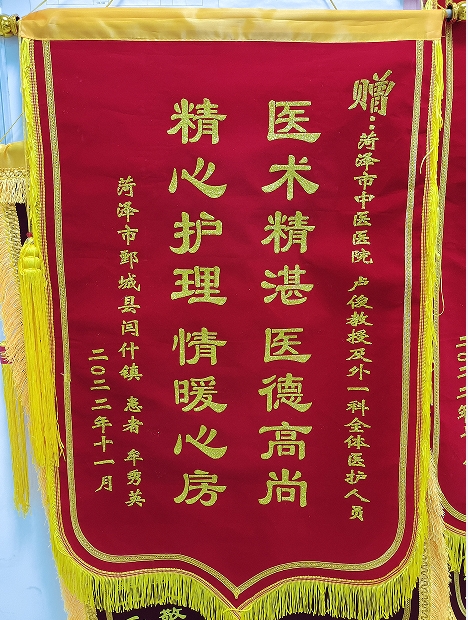 赠:菏泽市中医医院 卢俊教授及外一科全体医护人员
医术精湛 医德高尚
精心护理 情暖心房
菏泽市鄄城县闫什镇 患者 牟秀英
二〇二二年十一月
敬